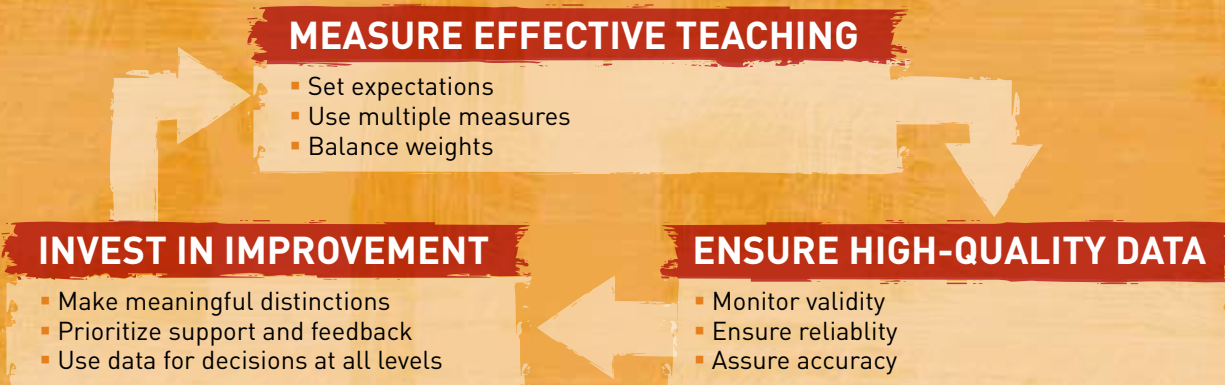 MEASURE EFFECTIVE TEACHING
▪ Set expectations
▪ Use multiple measures
▪ Balance weights
INVEST IN IMPROVEMENT
▪ Make meaningful distinctions
▪ Prioritize support and feedback
▪ Use data for decisions at all levels
ENSURE HIGH-QUALITY DATA
▪ Monitor validity
▪ Ensure reliablity
▪ Assure accuracy